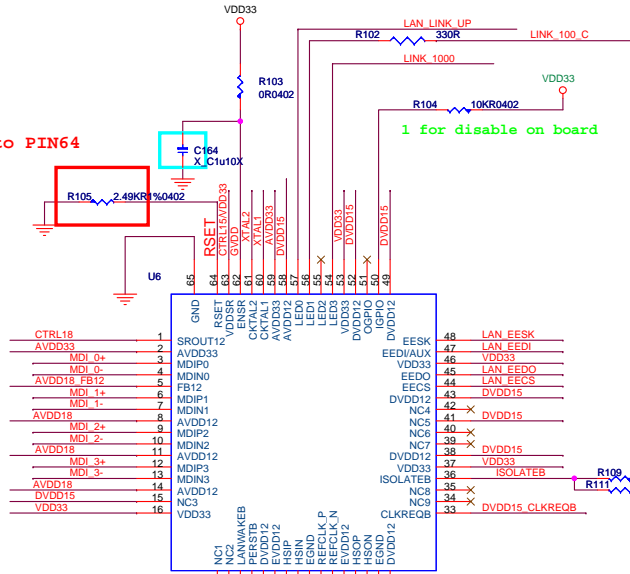 VDD33
LAN_LINK_UP
R102 330R
LINK_100_C
R103
0R0402
LINK_1000
VDD33
R104 10KR0402
1 for disable on board
to PIN64
C164
X_C1u10X
R105 2.49KR1%0402
RSET
CTRL15/VDD33
GVDD
XTAL2
XTAL1
AVDD33
DVDD15
VDD33
DVDD15
DVDD15
U6
65 64 63 62 61 60 59 58 57 56 55 54 53 52 51 50 49
GND
RSET
VDDSR
ENSR
CKTAL2
CKTAL1
AVDD33
AVDD12
LED0
LED1
LED2
LED3
VDD33
DVDD12
OGPIO
IGPIO
DVDD12
CTRL18 1 SROUT12
AVDD33 2 AVDD33
MDI_0+ 3 MDIP0
MDI_0- 4 MDIN0
AVDD18_FB12 5 FB12
MDI_1+ 6 MDIP1
MDI_1- 7 MDIN1
AVDD18 8 AVDD12
MDI_2+ 9 MDIP2
MDI_2- 10 MDIN2
AVDD18 11 AVDD12
MDI_3+ 12 MDIP3
MDI_3- 13 MDIN3
AVDD18 14 AVDD12
DVDD15 15 NC3
VDD33 16 VDD33
EESK 48 LAN_EESK
EEDI/AUX 47 LAN_EEDI
VDD33 46 VDD33
EEDO 45 LAN_EEDO
EECS 44 LAN_EECS
DVDD12 43 DVDD15
NC4 42
NC5 41 DVDD15
NC6 40
NC7 39
DVDD12 38 DVDD15
VDD33 37 VDD33
ISOLATEB 36 ISOLATEB
NC8 35
NC9 34
CLKREQB 33 DVDD15_CLKREQB
R109
R111
NC1
NC2
LANWAKEB
PERSTB
DVDD12
EVDD12
HSIP
HSIN
EGND
REFCLK_P
REFCLK_N
EVDD12
HSOP
HSON
EGND
DVDD12